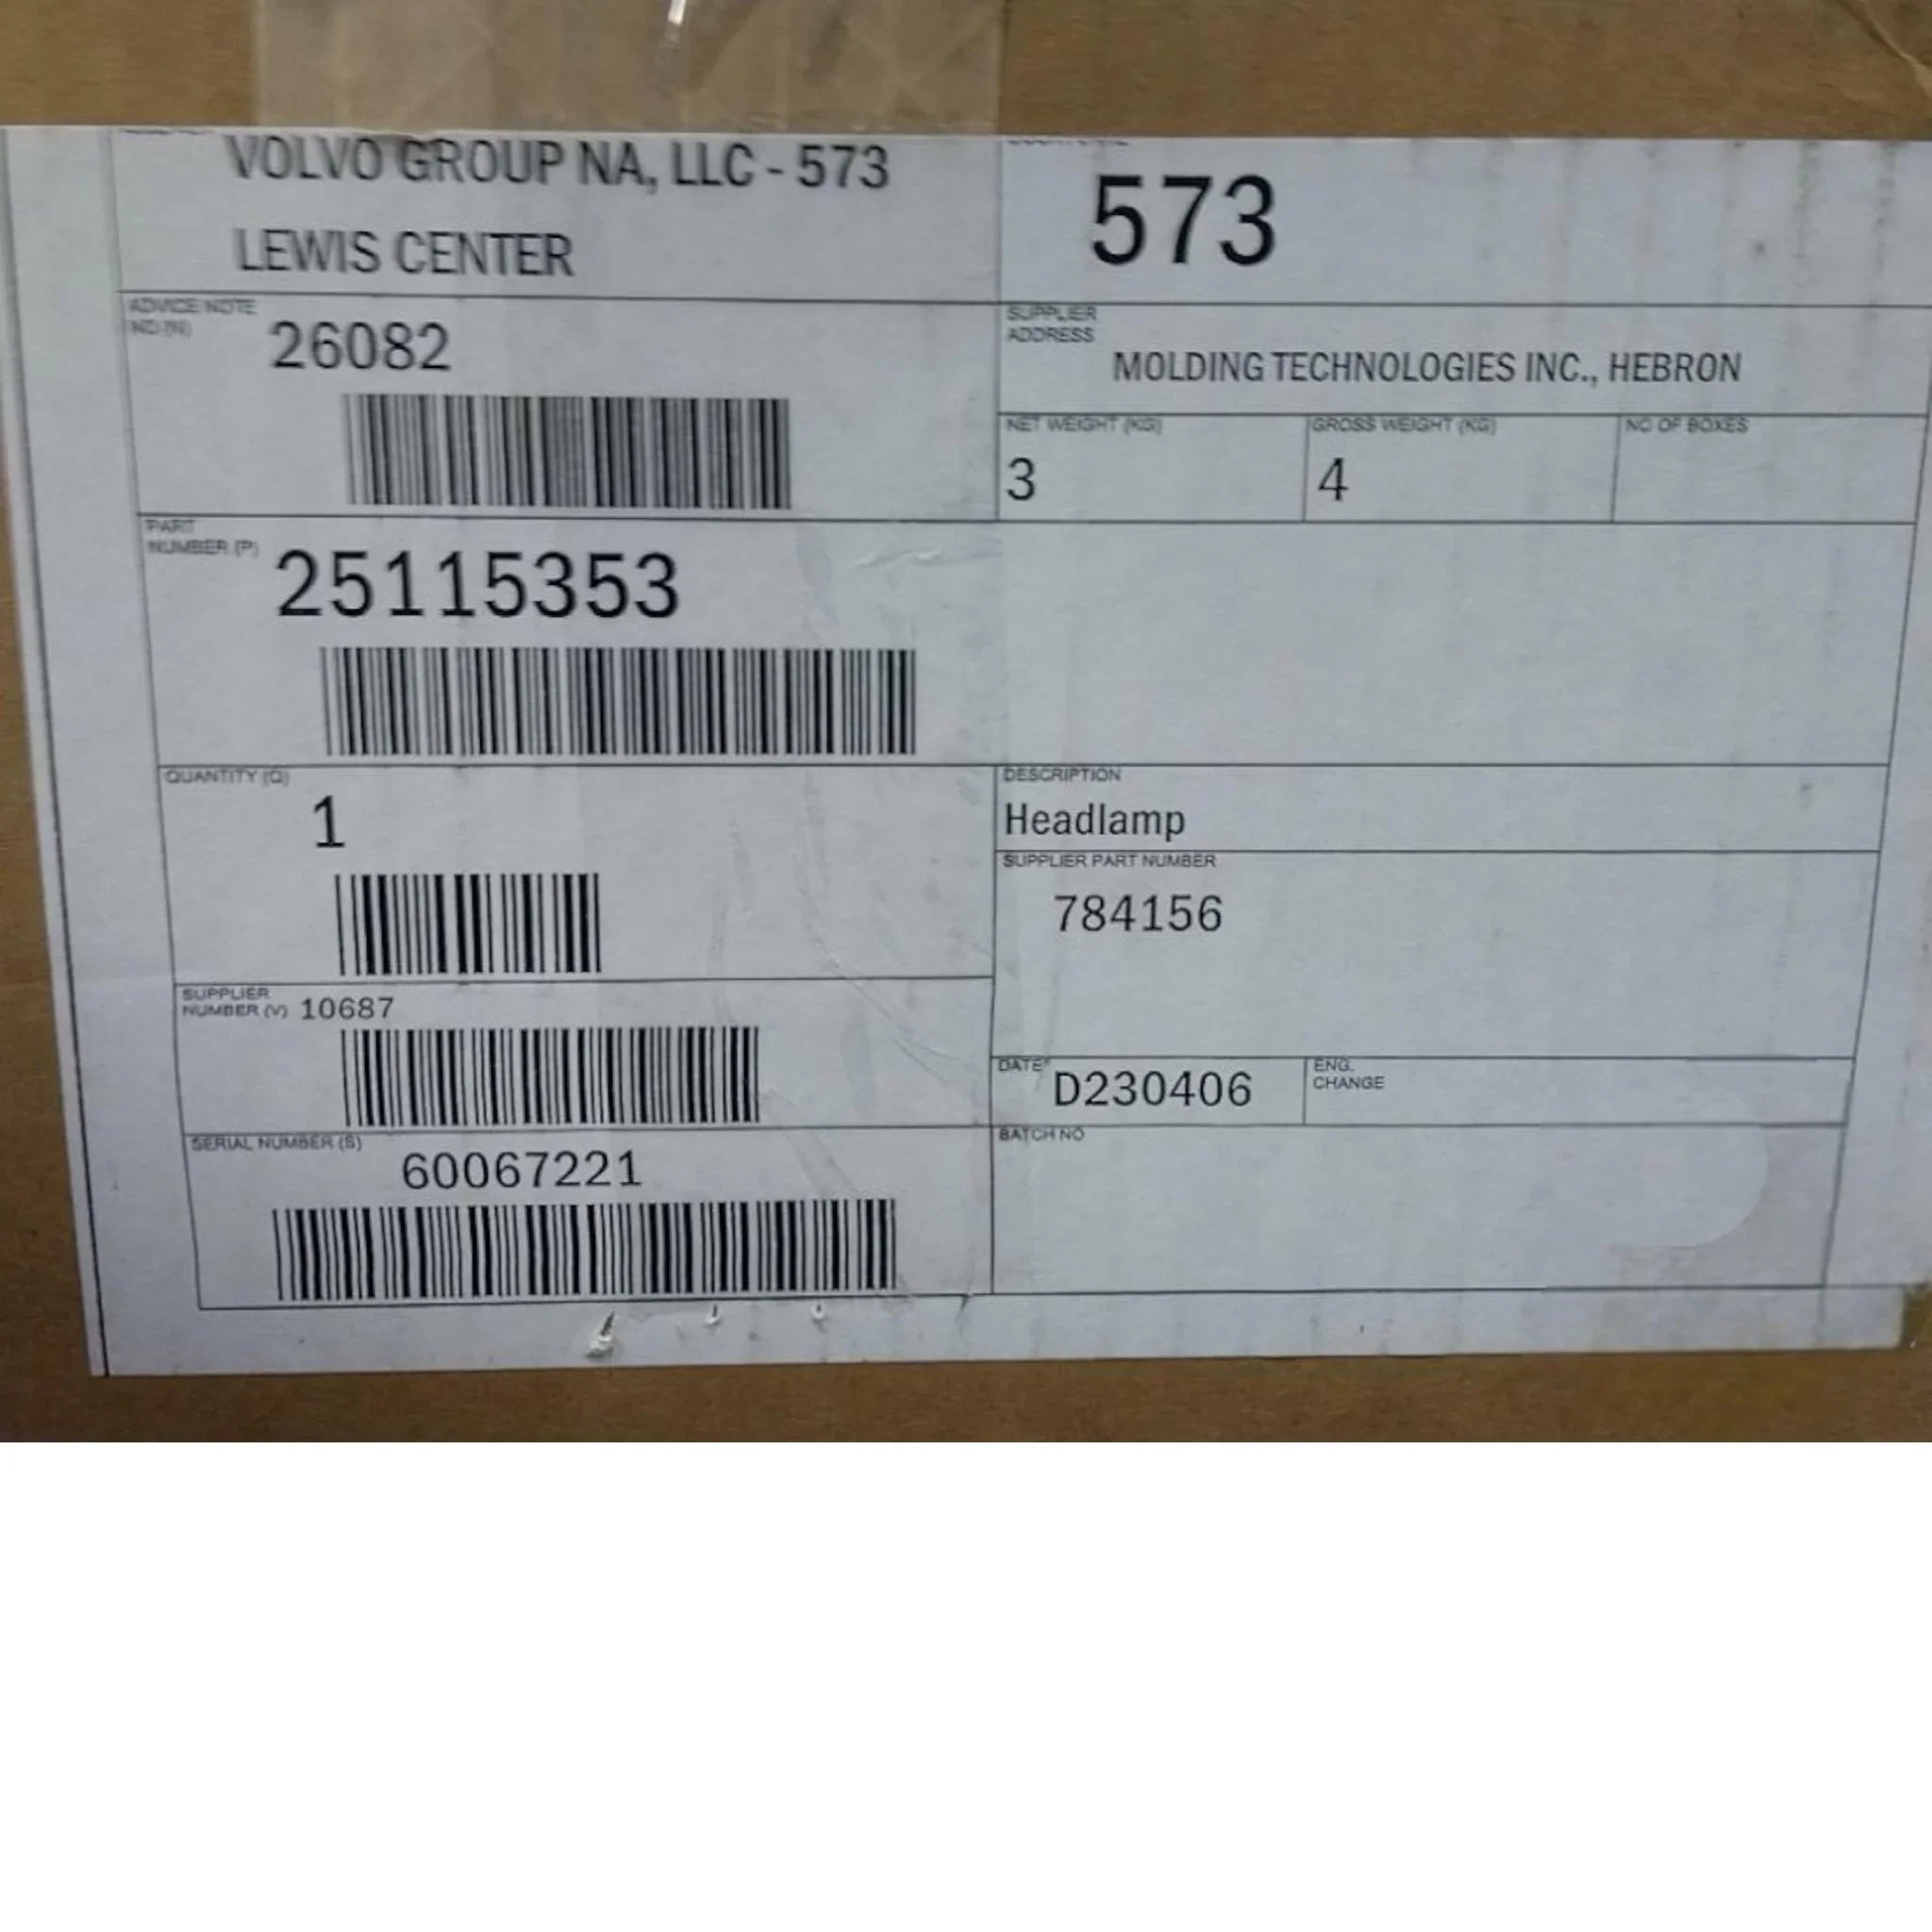 VOLVO GROUP NA, LLC - 573
LEWIS CENTER
573
ADVICE NOTE
NO (N)
26082
SUPPLIER
ADDRESS
MOLDING TECHNOLOGIES INC., HEBRON
NET WEIGHT (KG)
3
GROSS WEIGHT (KG)
4
NO OF BOXES
PART
NUMBER (P)
25115353
QUANTITY (Q)
1
DESCRIPTION
Headlamp
SUPPLIER PART NUMBER
784156
SUPPLIER
NUMBER (V) 10687
DATE
D230406
ENG.
CHANGE
SERIAL NUMBER (S)
60067221
BATCH NO